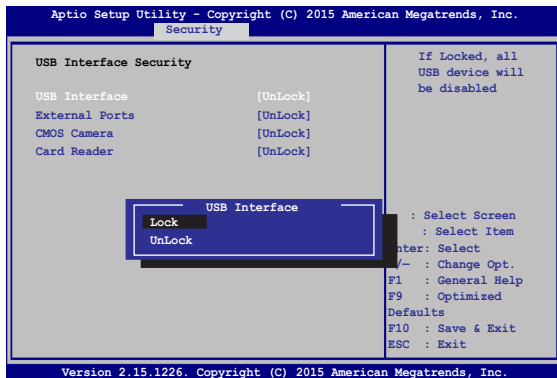 Aptio Setup Utility - Copyright (C) 2015 American Megatrends, Inc.
Security
USB Interface Security
USB Interface [UnLock]
External Ports [UnLock]
CMOS Camera [UnLock]
Card Reader [UnLock]
If Locked, all
USB device will
be disabled
USB Interface
Lock
UnLock
: Select Screen
: Select Item
nter: Select
/— : Change Opt.
F1 : General Help
F9 : Optimized
Defaults
F10 : Save & Exit
ESC : Exit
Version 2.15.1226. Copyright (C) 2015 American Megatrends, Inc.